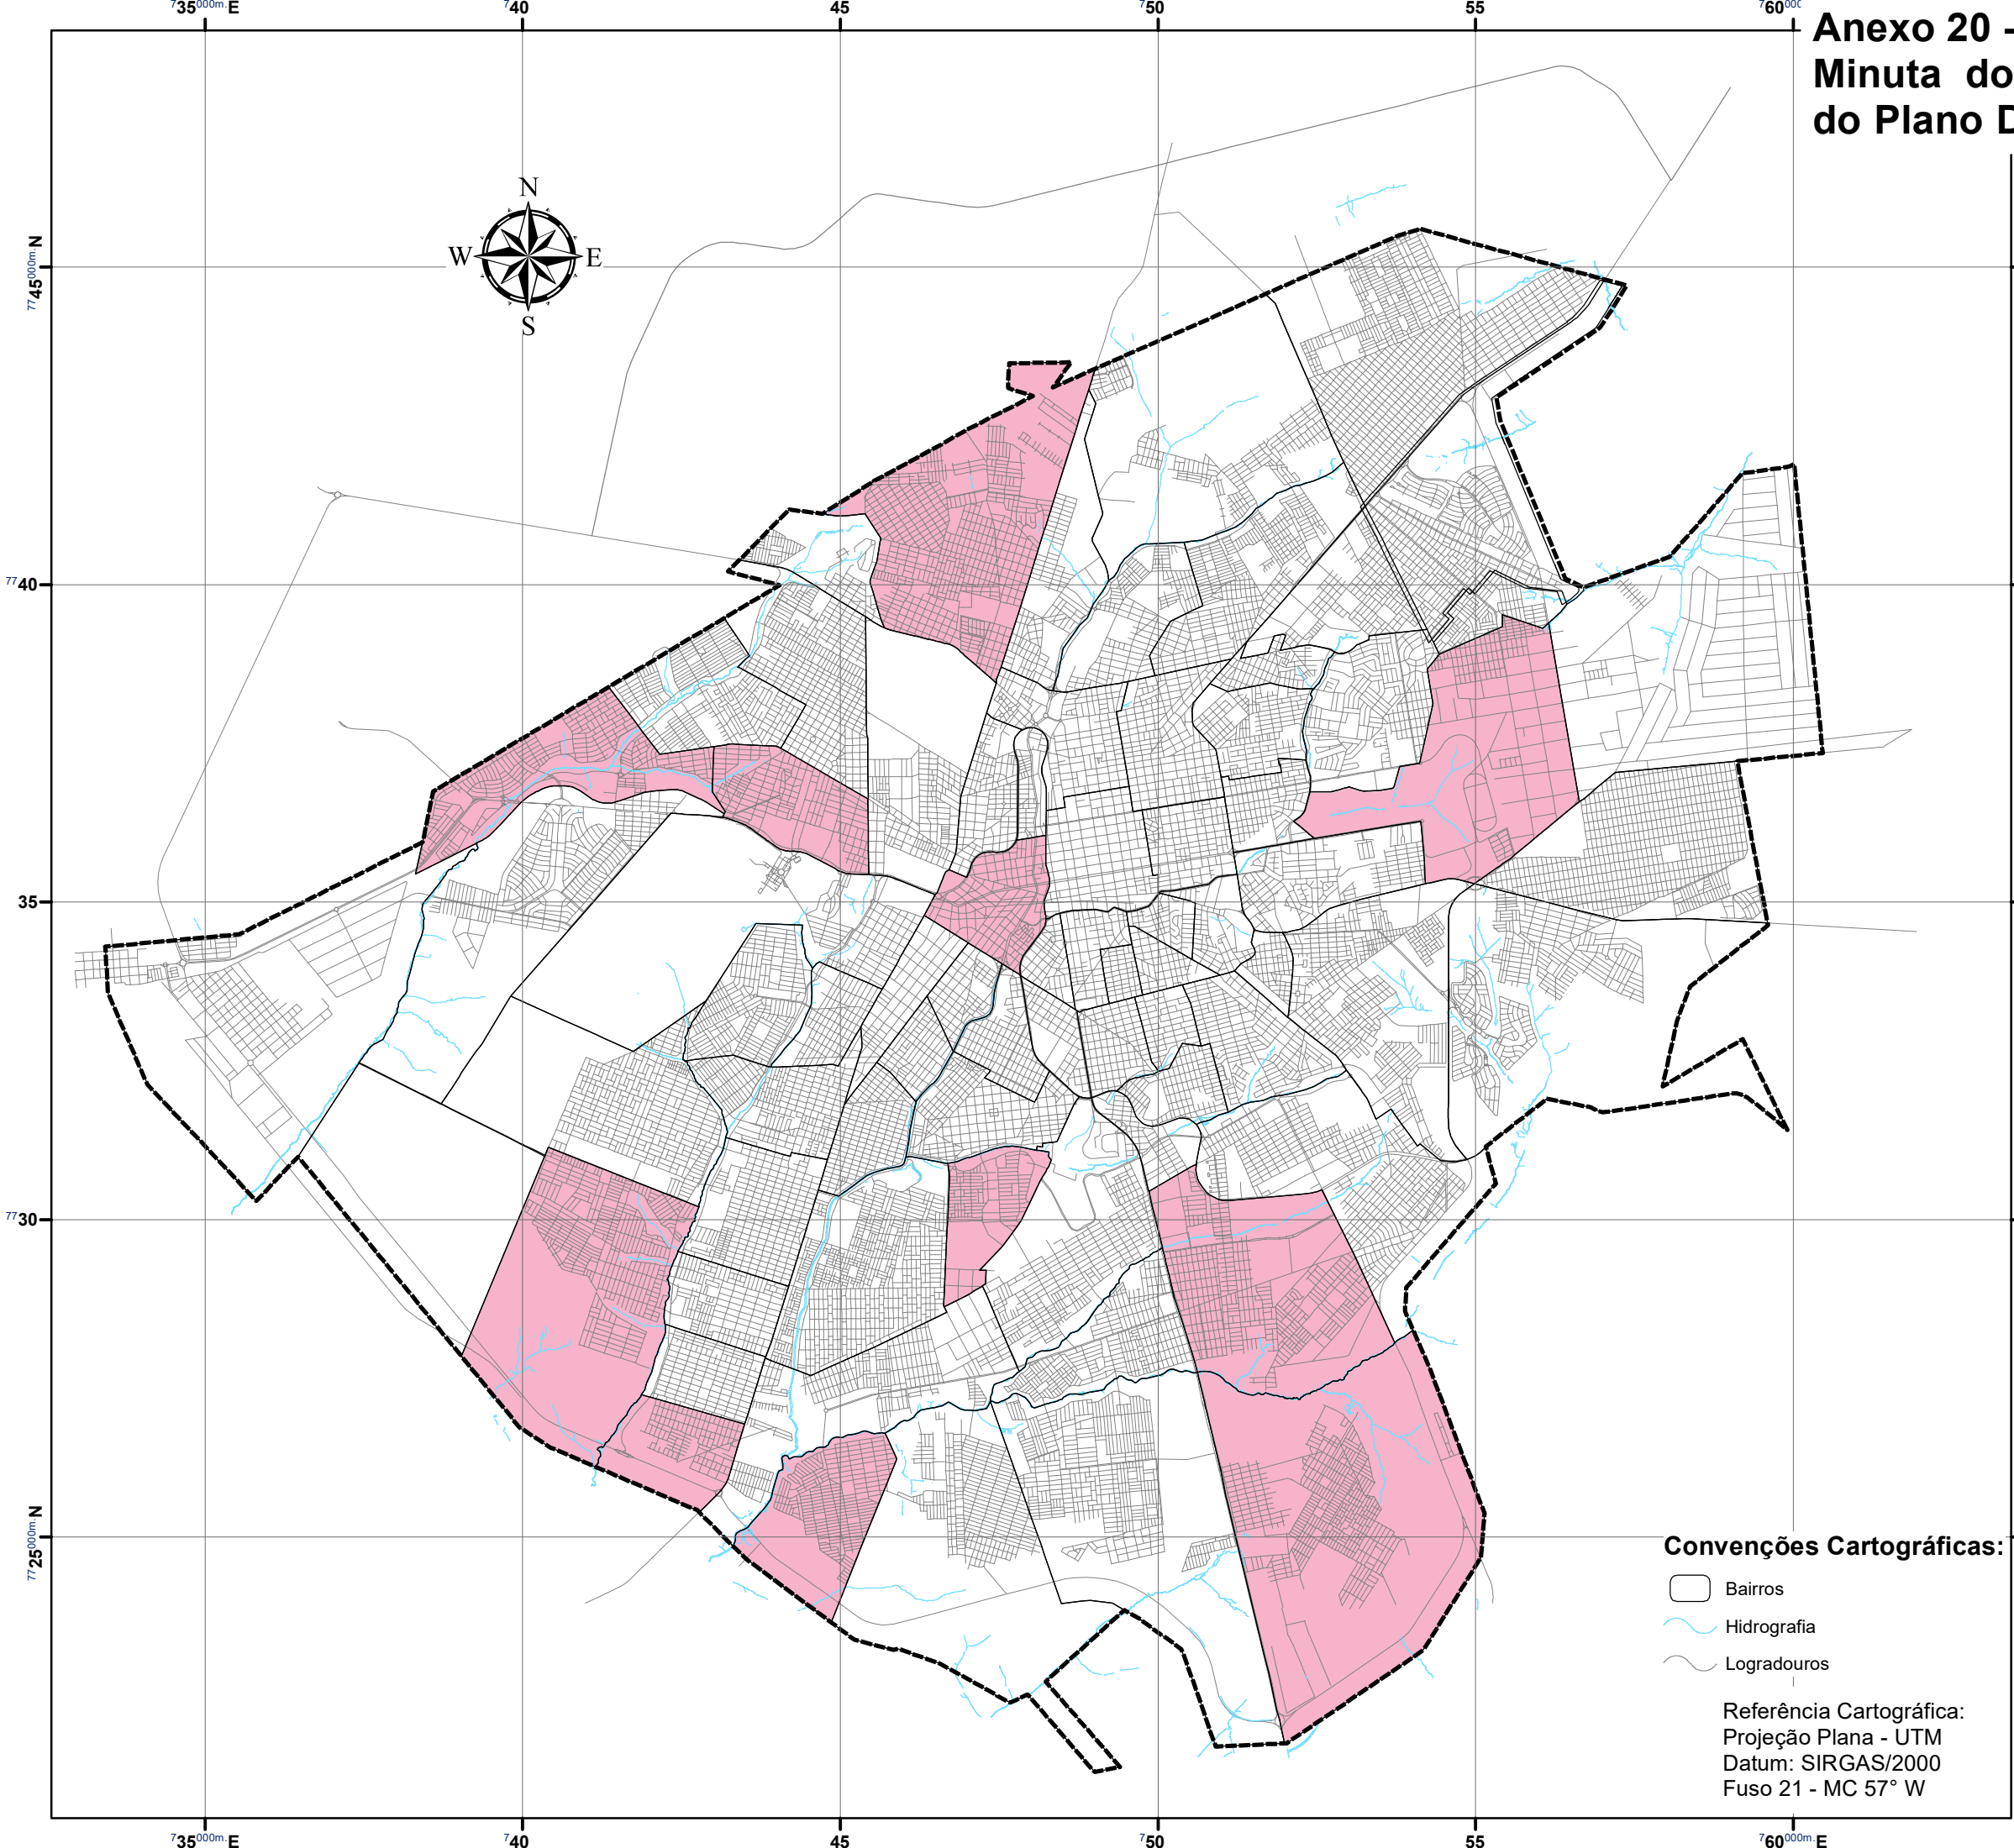 735000m.E 740 45 750 55 760000
Anexo 20 -
Minuta do
do Plano D
N
W E
S
7745000m.N
7740
35
7730
7725000m.N
Convenções Cartográficas:
Bairros
Hidrografia
Logradouros
Referência Cartográfica:
Projeção Plana - UTM
Datum: SIRGAS/2000
Fuso 21 - MC 57° W
735000m.E 740 45 750 55 760000m.E